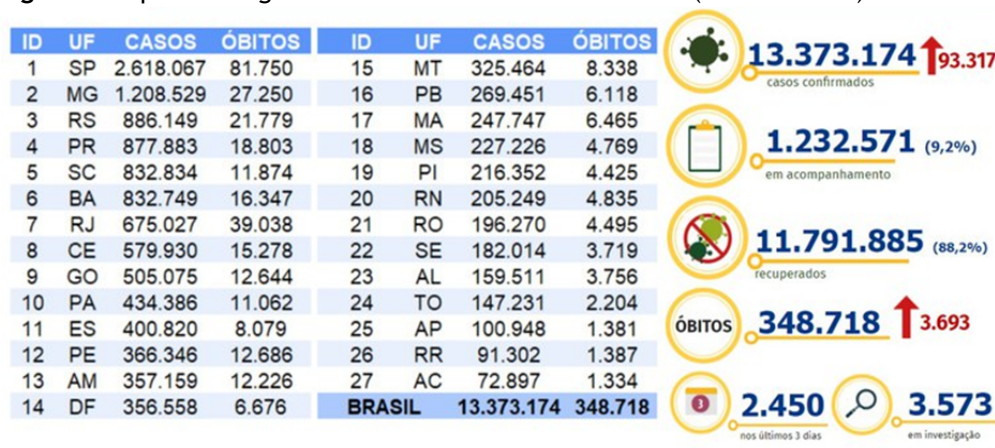 ID UF CASOS ÓBITOS ID UF CASOS ÓBITOS
1 SP 2.618.067 81.750 15 MT 325.464 8.338
2 MG 1.208.529 27.250 16 PB 269.451 6.118
3 RS 886.149 21.779 17 MA 247.747 6.465
4 PR 877.883 18.803 18 MS 227.226 4.769
5 SC 832.834 11.874 19 PI 216.352 4.425
6 BA 832.749 16.347 20 RN 205.249 4.835
7 RJ 675.027 39.038 21 RO 196.270 4.495
8 CE 579.930 15.278 22 SE 182.014 3.719
9 GO 505.075 12.644 23 AL 159.511 3.756
10 PA 434.386 11.062 24 TO 147.231 2.204
11 ES 400.820 8.079 25 AP 100.948 1.381
12 PE 366.346 12.686 26 RR 91.302 1.387
13 AM 357.159 12.226 27 AC 72.897 1.334
14 DF 356.558 6.676 BRASIL 13.373.174 348.718
13.373.174 93.317
casos confirmados
1.232.571 (9,2%)
em acompanhamento
11.791.885 (88,2%)
recuperados
ÓBITOS 348.718 3.693
3 2.450 3.573
nos últimos 3 dias em investigação